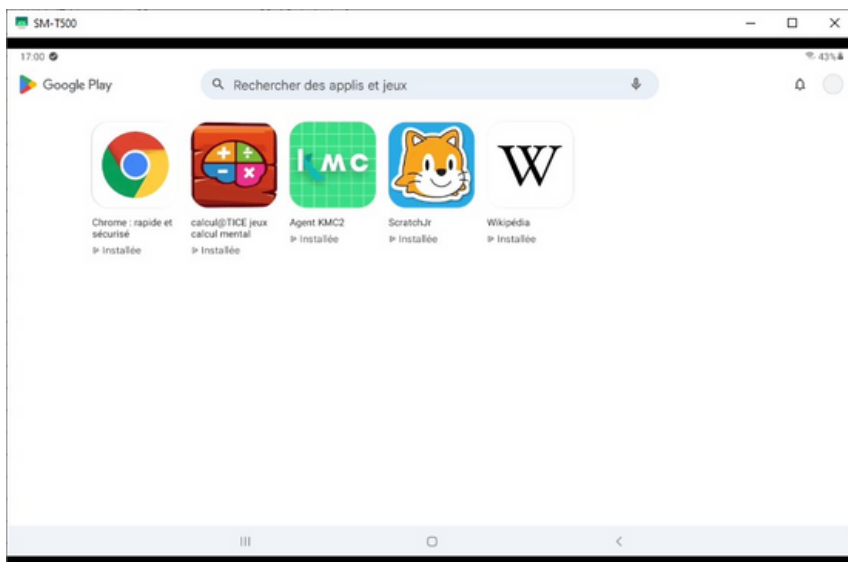 SM-T500
17:00
43%
Google Play
Rechercher des applis et jeux
KMC
W
Chrome : rapide et
sécurisé
Installée
calcul@TICE jeux
calcul mental
Installée
Agent KMC2
Installée
ScratchJr
Installée
Wikipédia
Installée